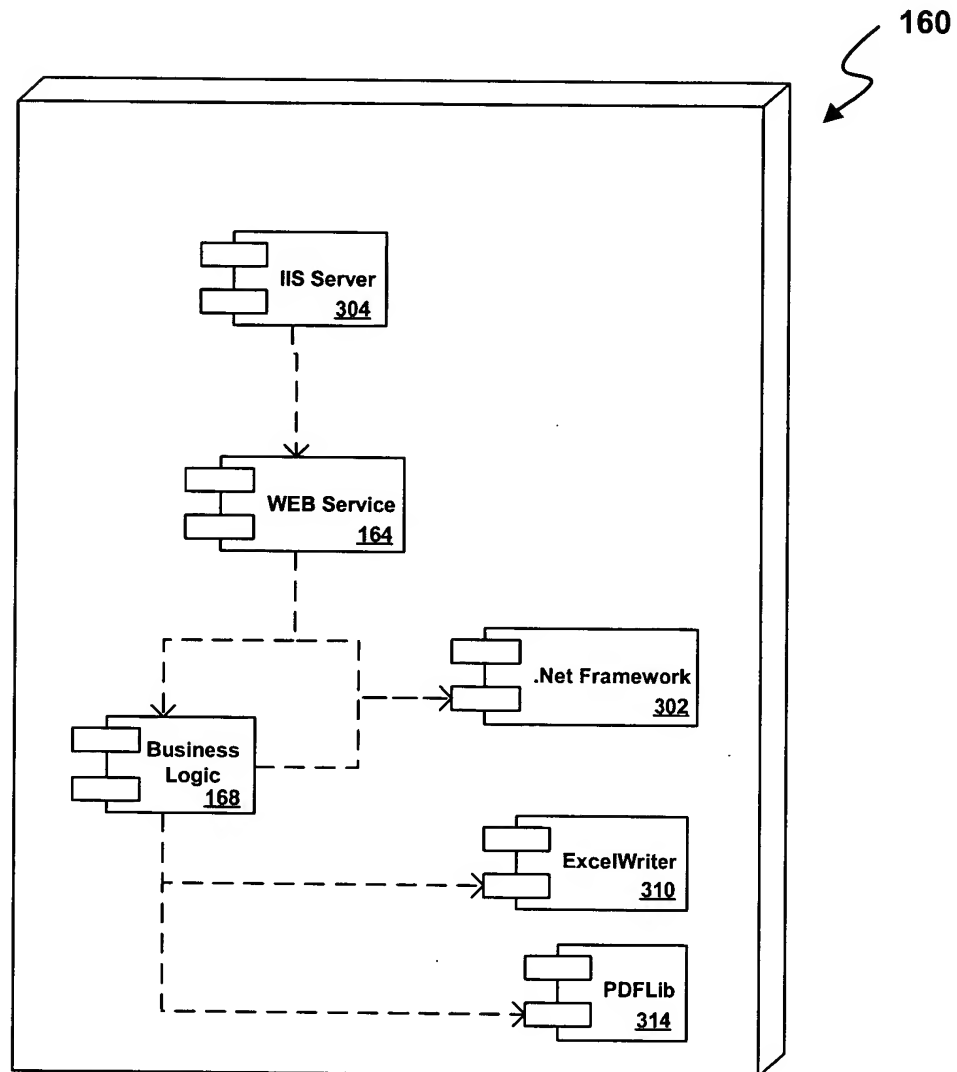 160
IIS Server
304
WEB Service
164
.Net Framework
302
Business
Logic
168
ExcelWriter
310
PDFLib
314